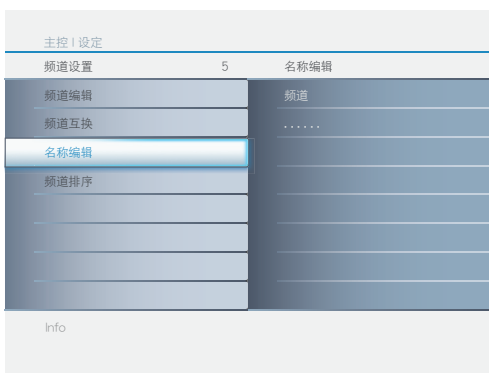 主控 | 设定
频道设置 5 名称编辑
频道编辑 频道
频道互换 ......
名称编辑
频道排序
Info